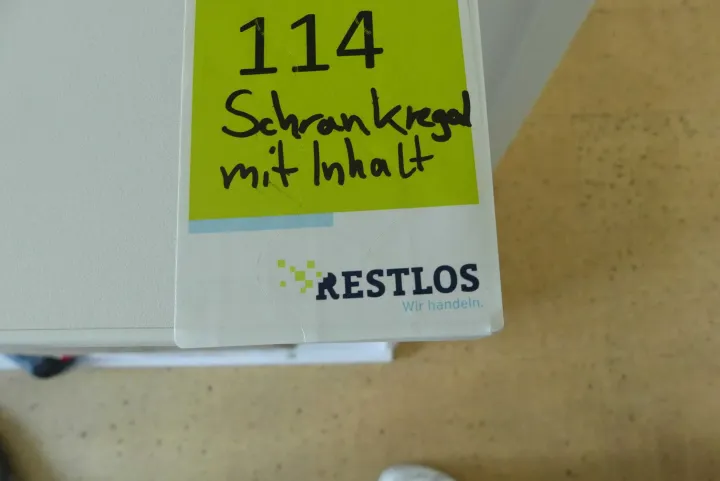 114
Schrankregal
mit Inhalt
RESTLOS
Wir handeln.